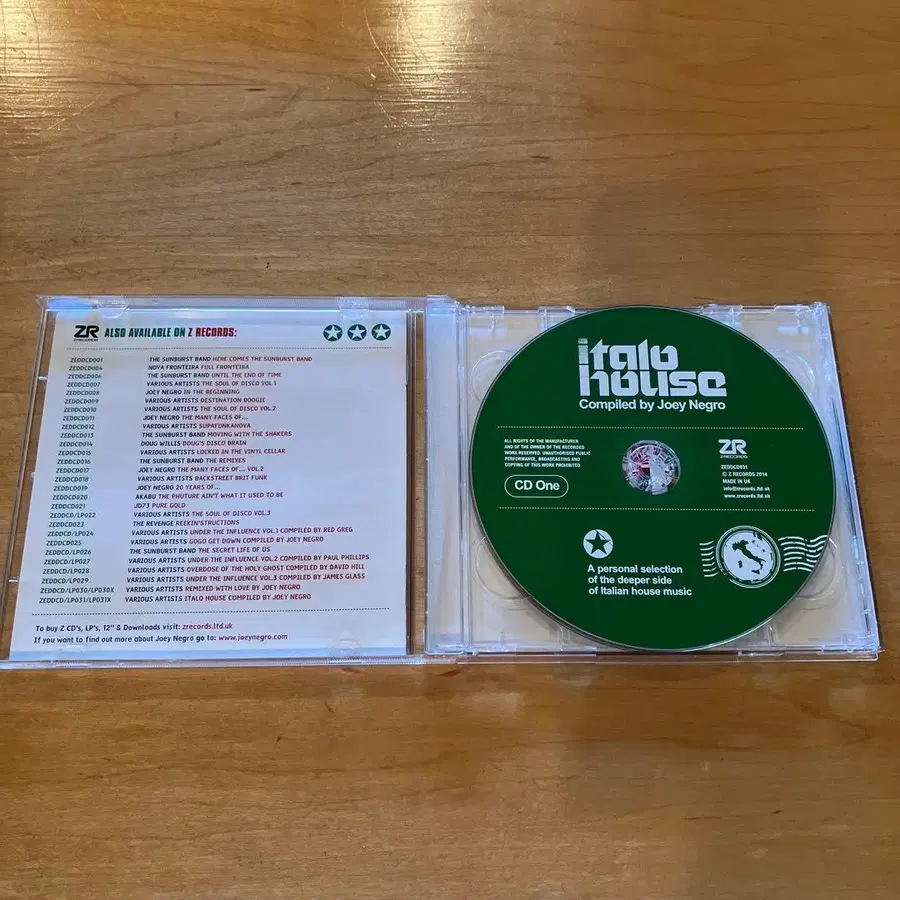 ZR
Z RECORDS
ALSO AVAILABLE ON Z RECORDS:
ZEDDCD001 THE SUNBURST BAND HERE COMES THE SUNBURST BAND
ZEDDCD004 NOVA FRONTEIRA FULL FRONTEIRA
ZEDDCD006 THE SUNBURST BAND UNTIL THE END OF TIME
ZEDDCD007 VARIOUS ARTISTS THE SOUL OF DISCO VOL.1
ZEDDCD008 JOEY NEGRO IN THE BEGINNING
ZEDDCD009 VARIOUS ARTISTS DESTINATION BOOGIE
ZEDDCD010 VARIOUS ARTISTS THE SOUL OF DISCO VOL.2
ZEDDCD011 JOEY NEGRO THE MANY FACES OF...
ZEDDCD012 VARIOUS ARTISTS SUPAFUNKANOVA
ZEDDCD013 THE SUNBURST BAND MOVING WITH THE SHAKERS
ZEDDCD014 DOUG WILLIS DOUG'S DISCO BRAIN
ZEDDCD015 VARIOUS ARTISTS LOCKED IN THE VINYL CELLAR
ZEDDCD016 THE SUNBURST BAND THE REMIXES
ZEDDCD017 JOEY NEGRO THE MANY FACES OF... VOL.2
ZEDDCD018 VARIOUS ARTISTS BACKSTREET BRIT FUNK
ZEDDCD019 JOEY NEGRO 20 YEARS OF...
ZEDDCD020 AKABU THE PHUTURE AIN'T WHAT IT USED TO BE
ZEDDCD021 JD73 PURE GOLD
ZEDDCD/LP022 VARIOUS ARTISTS THE SOUL OF DISCO VOL.3
ZEDDCD023 THE REVENGE REEKIN'STRUCTIONS
ZEDDCD/LP024 VARIOUS ARTISTS UNDER THE INFLUENCE VOL.1 COMPILED BY RED GREG
ZEDDCD025 VARIOUS ARTISTS GOGO GET DOWN COMPILED BY JOEY NEGRO
ZEDDCD/LP026 THE SUNBURST BAND THE SECRET LIFE OF US
ZEDDCD/LP027 VARIOUS ARTISTS UNDER THE INFLUENCE VOL.2 COMPILED BY PAUL PHILLIPS
ZEDDCD/LP028 VARIOUS ARTISTS OVERDOSE OF THE HOLY GHOST COMPILED BY DAVID HILL
ZEDDCD/LP029 VARIOUS ARTISTS UNDER THE INFLUENCE VOL.3 COMPILED BY JAMES GLASS
ZEDDCD/LP030/LP030X VARIOUS ARTISTS REMIXED WITH LOVE BY JOEY NEGRO
ZEDDCD/LP031/LP031X VARIOUS ARTISTS ITALO HOUSE COMPILED BY JOEY NEGRO
To buy Z CD's, LP's, 12" & Downloads visit: zrecords.ltd.uk
If you want to find out more about Joey Negro go to: www.joeynegro.com
italo
house
Compiled by Joey Negro
ALL RIGHTS OF THE MANUFACTURER
AND OF THE OWNER OF THE RECORDED
WORK RESERVED. UNAUTHORISED PUBLIC
PERFORMANCE, BROADCASTING AND
COPYING OF THIS WORK PROHIBITED
CD One
ZR
Z RECORDS
ZEDDCD031
℗ © Z RECORDS 2014
MADE IN UK
info@zrecords.ltd.uk
www.zrecords.ltd.uk
A personal selection
of the deeper side
of Italian house music